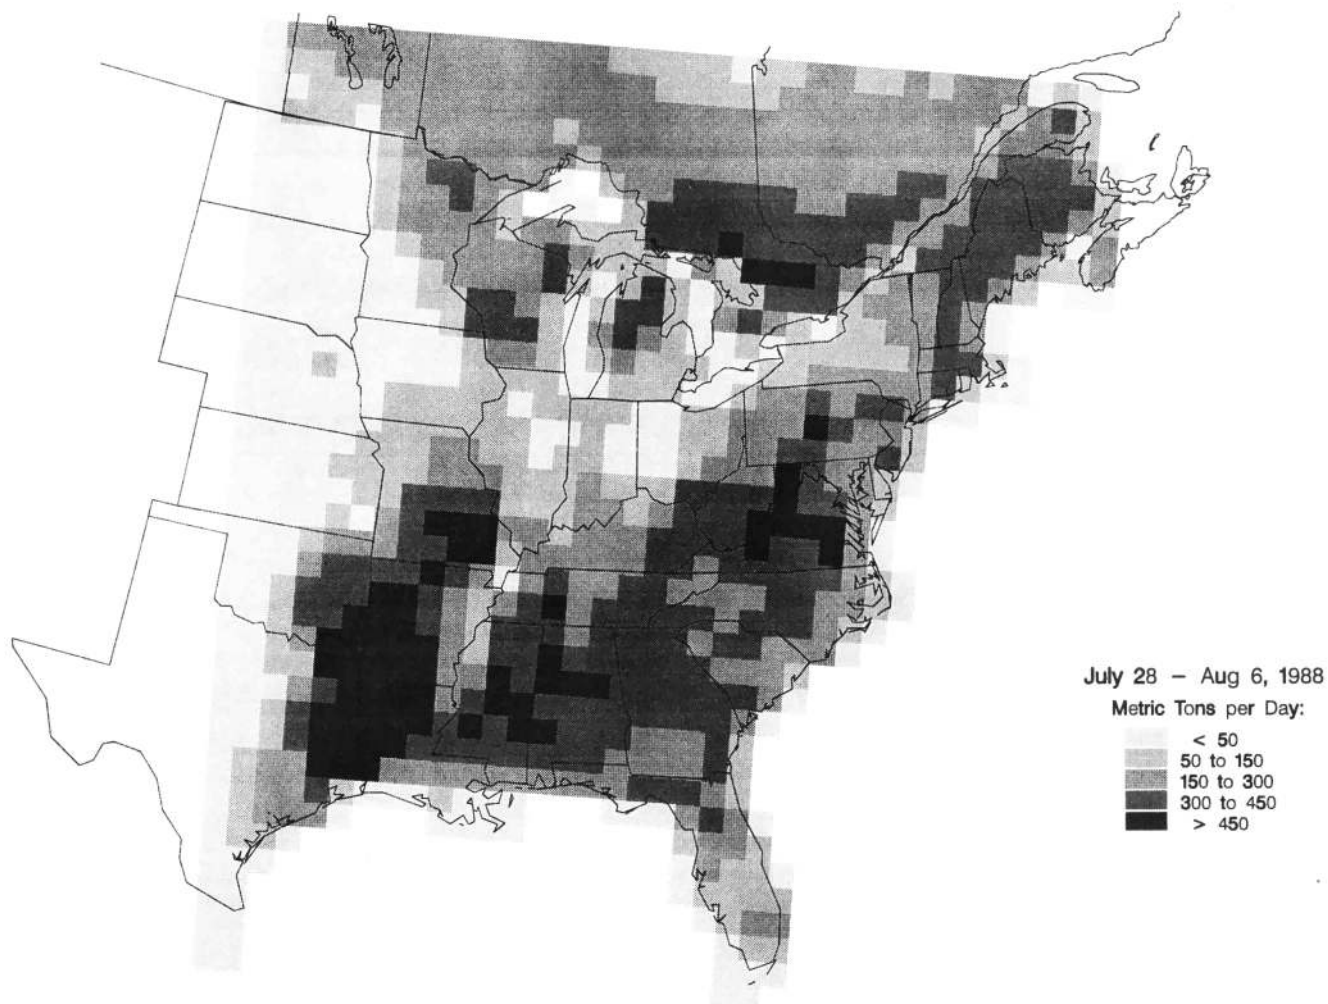 July 28 – Aug 6, 1988
Metric Tons per Day:
< 50
50 to 150
150 to 300
300 to 450
> 450